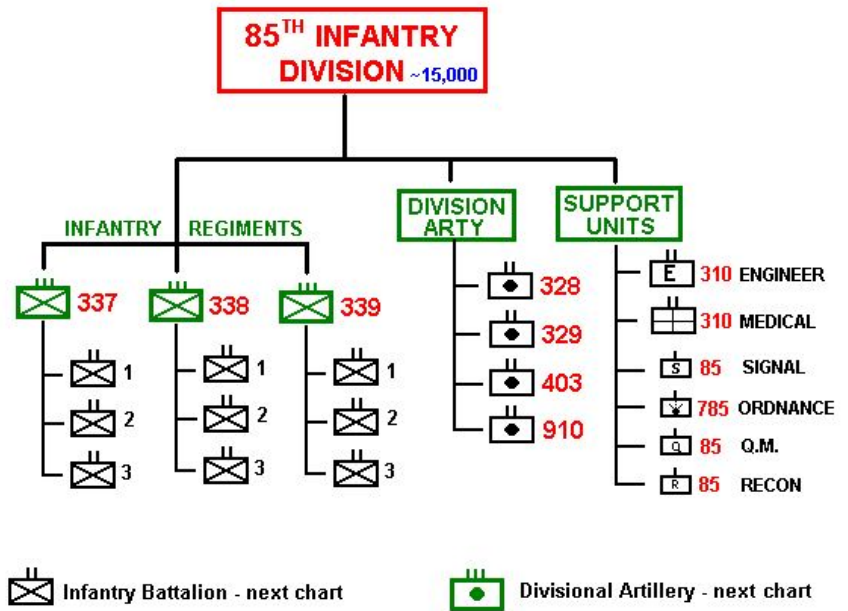 85TH INFANTRY
DIVISION ~15,000
INFANTRY REGIMENTS
DIVISION
ARTY
SUPPORT
UNITS
337
1
2
3
338
1
2
3
339
1
2
3
328
329
403
910
E 310 ENGINEER
310 MEDICAL
S 85 SIGNAL
785 ORDNANCE
Q 85 Q.M.
R 85 RECON
Infantry Battalion - next chart
Divisional Artillery - next chart